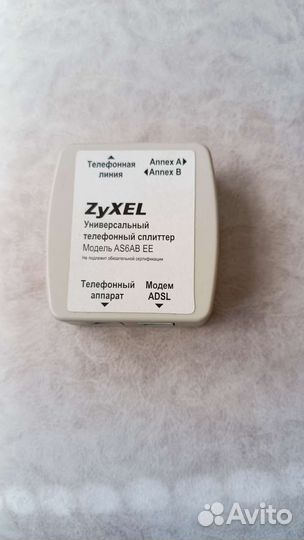 Телефонная
линия
Annex A
Annex B
ZyXEL
Универсальный
телефонный сплиттер
Модель AS6AB EE
Не подлежит обязательной сертификации
Телефонный
аппарат
Модем
ADSL
Avito